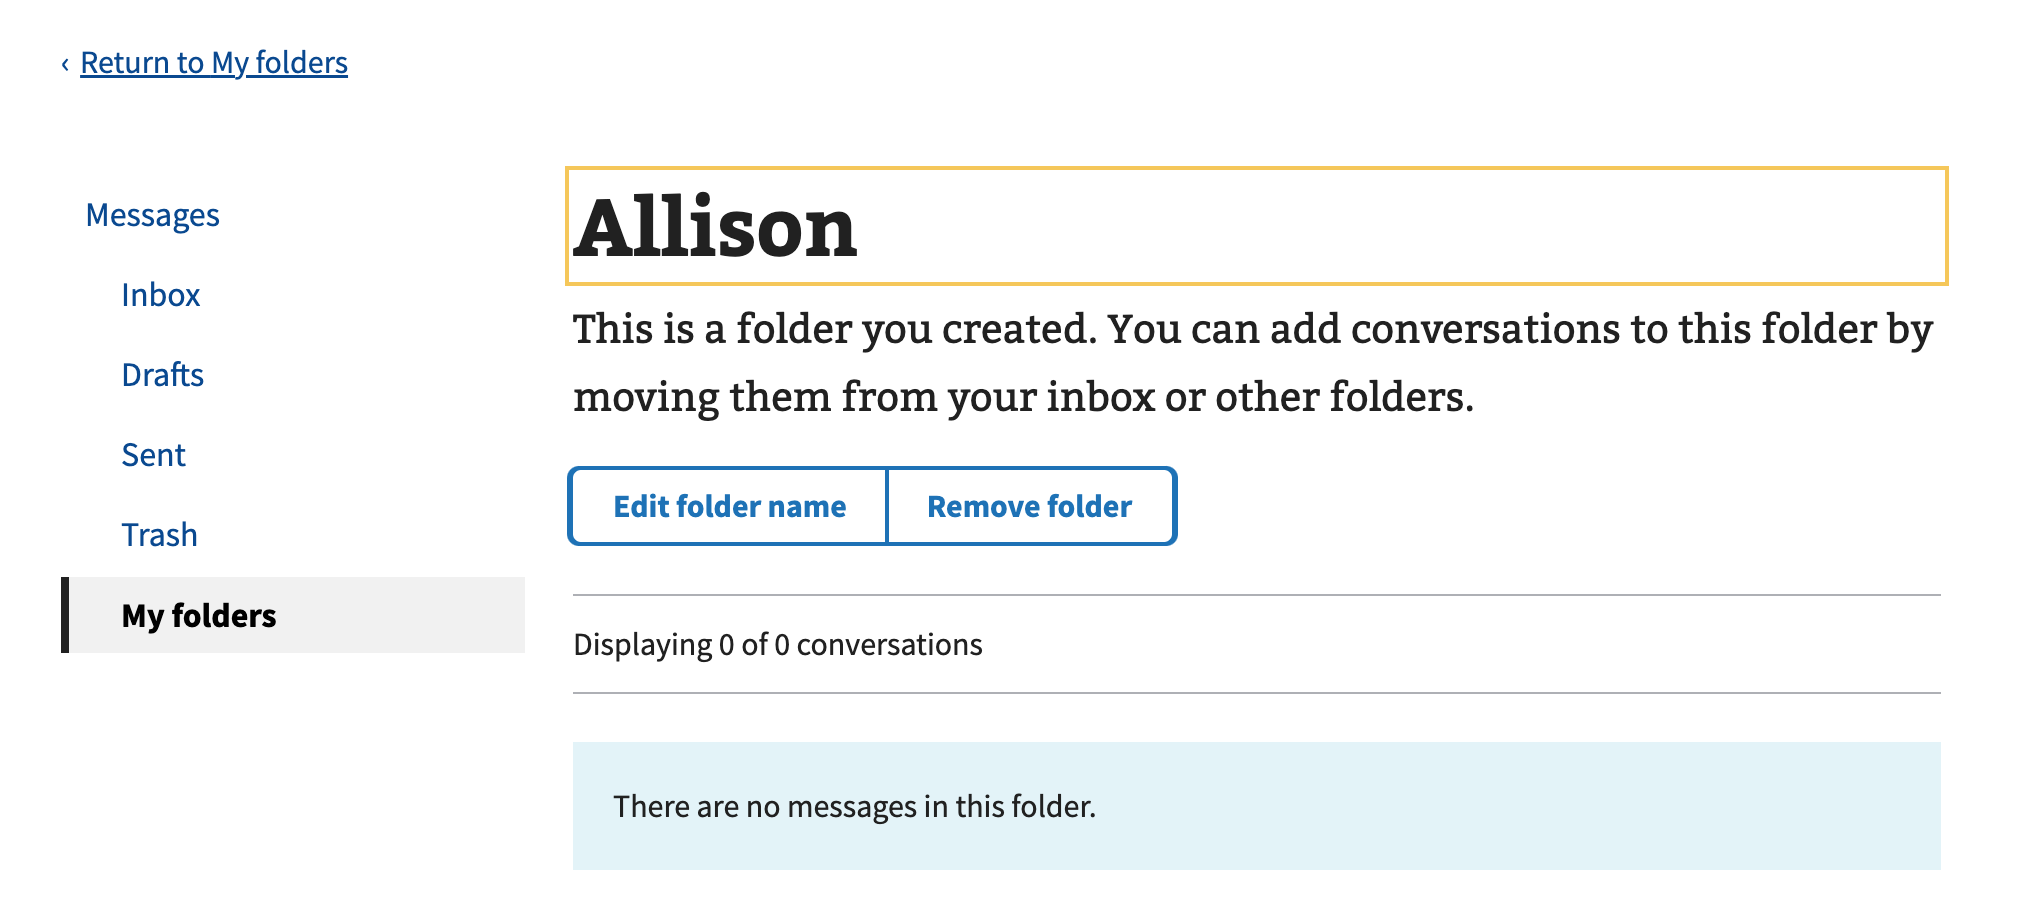 ‹ Return to My folders
Messages
Inbox
Drafts
Sent
Trash
My folders
Allison
This is a folder you created. You can add conversations to this folder by
moving them from your inbox or other folders.
Edit folder name
Remove folder
Displaying 0 of 0 conversations
There are no messages in this folder.